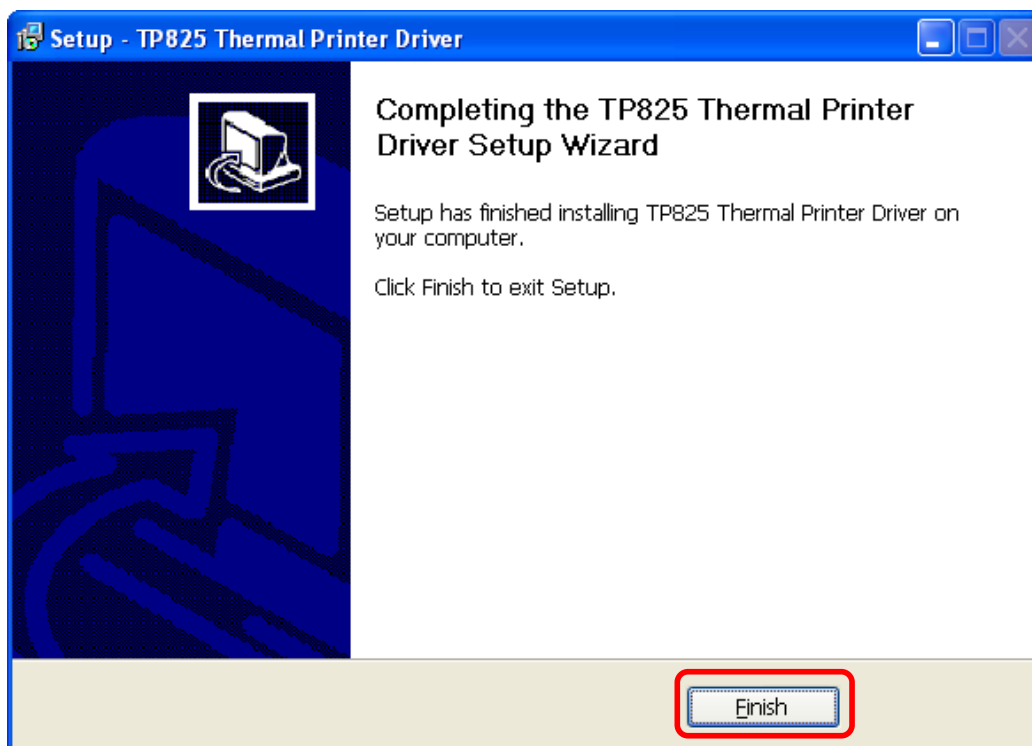 Setup - TP825 Thermal Printer Driver
Completing the TP825 Thermal Printer
Driver Setup Wizard
Setup has finished installing TP825 Thermal Printer Driver on
your computer.
Click Finish to exit Setup.
Finish